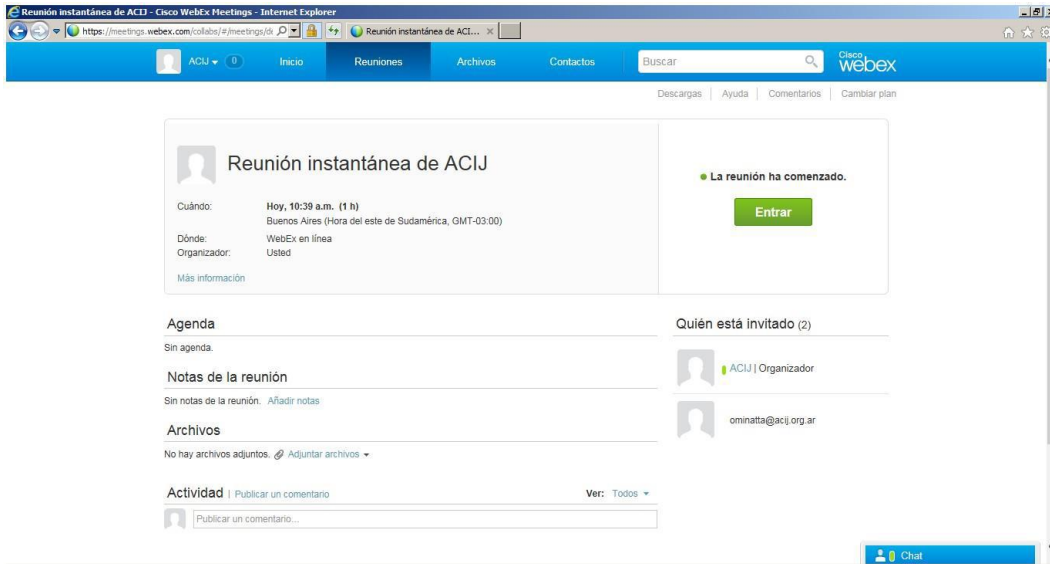 Reunión instantánea de ACIJ - Cisco WebEx Meetings - Internet Explorer
https://meetings.webex.com/collabs/#/meetings/de
Reunión instantánea de ACI...
ACIJ 0 Inicio Reuniones Archivos Contactos Buscar Cisco webex
Descargas | Ayuda | Comentarios | Cambiar plan
Reunión instantánea de ACIJ
Cuándo: Hoy, 10:39 a.m. (1 h)
Buenos Aires (Hora del este de Sudamérica, GMT-03:00)
Dónde: WebEx en línea
Organizador: Usted
Más información
La reunión ha comenzado.
Entrar
Agenda
Sin agenda.
Notas de la reunión
Sin notas de la reunión. Añadir notas
Archivos
No hay archivos adjuntos. Adjuntar archivos
Actividad | Publicar un comentario Ver: Todos
Publicar un comentario...
Quién está invitado (2)
ACIJ | Organizador
ominatta@acij.org.ar
Chat